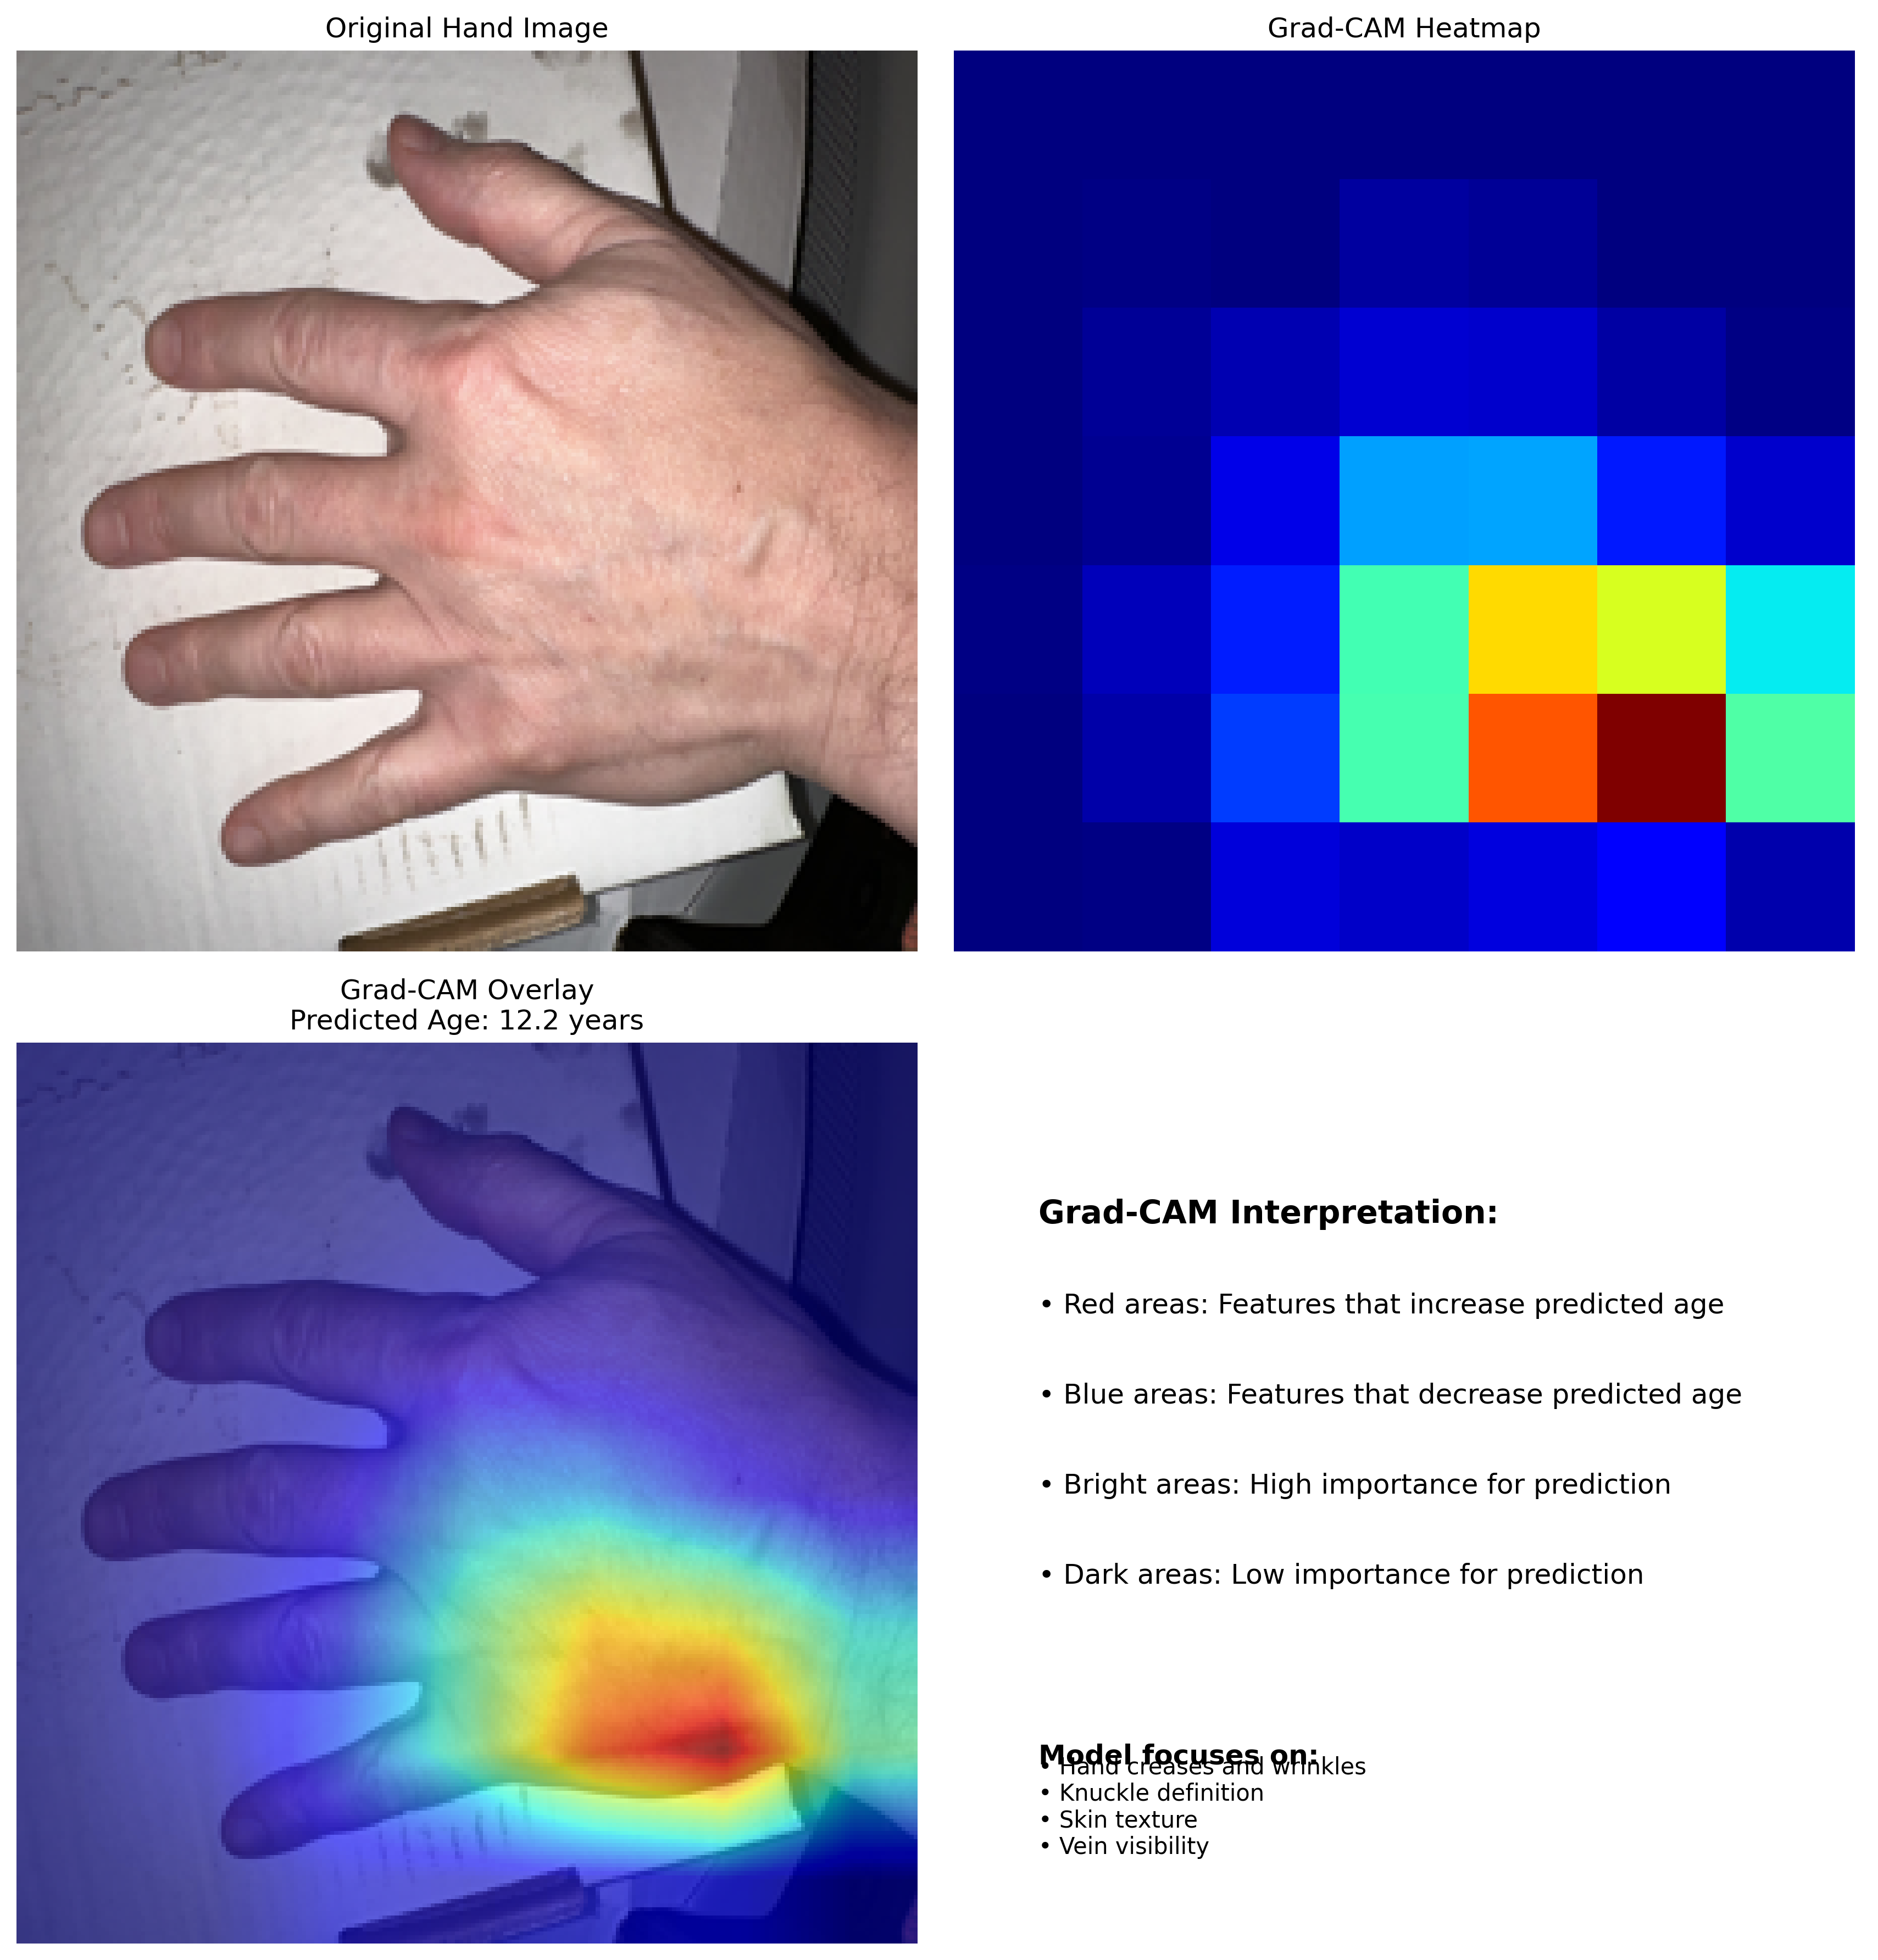 Original Hand Image
Grad-CAM Heatmap
Grad-CAM Overlay
Predicted Age: 12.2 years
Grad-CAM Interpretation:
• Red areas: Features that increase predicted age
• Blue areas: Features that decrease predicted age
• Bright areas: High importance for prediction
• Dark areas: Low importance for prediction
Model focuses on:
• Hand creases and wrinkles
• Knuckle definition
• Skin texture
• Vein visibility